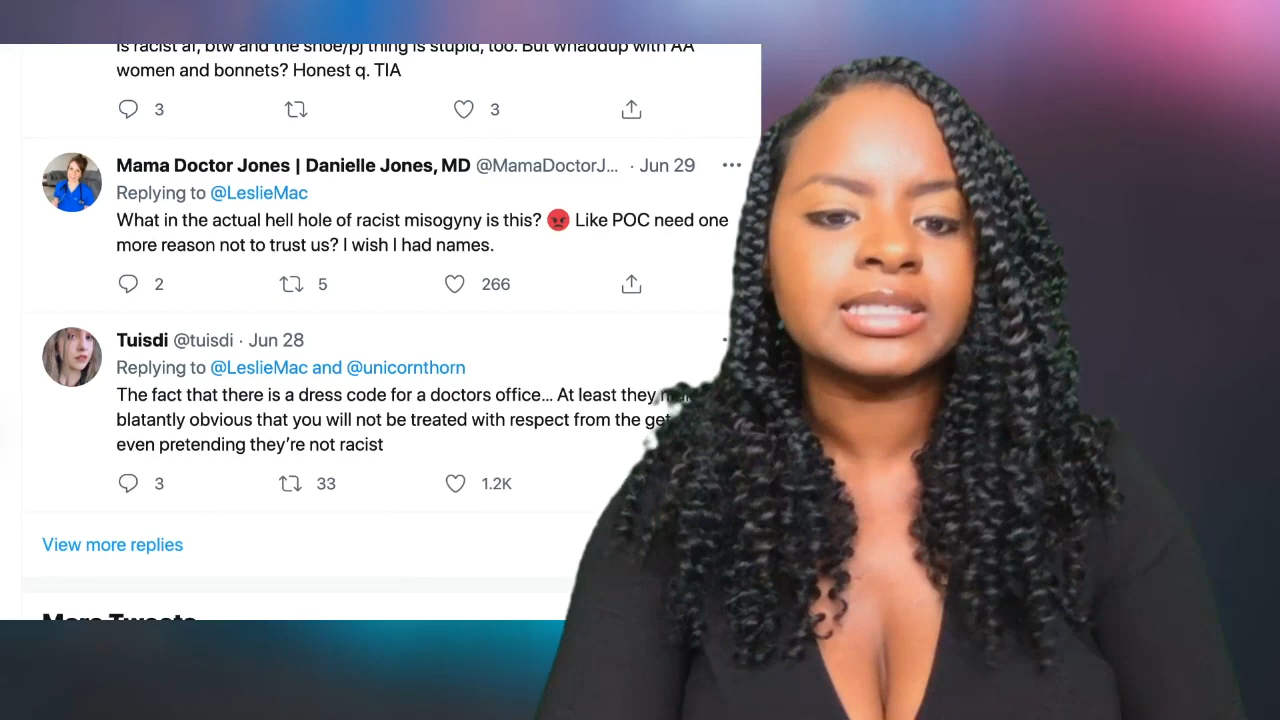 is racist af, btw and the shoe/pj thing is stupid, too. But whaddup with AA
women and bonnets? Honest q. TIA
3
3
Mama Doctor Jones | Danielle Jones, MD @MamaDoctorJ... · Jun 29
Replying to @LeslieMac
What in the actual hell hole of racist misogyny is this? 😡 Like POC need one
more reason not to trust us? I wish I had names.
2 5 266
Tuisdi @tuisdi · Jun 28
Replying to @LeslieMac and @unicornthorn
The fact that there is a dress code for a doctors office... At least they
blatantly obvious that you will not be treated with respect from the get
even pretending they’re not racist
3 33 1.2K
View more replies
More Tweets